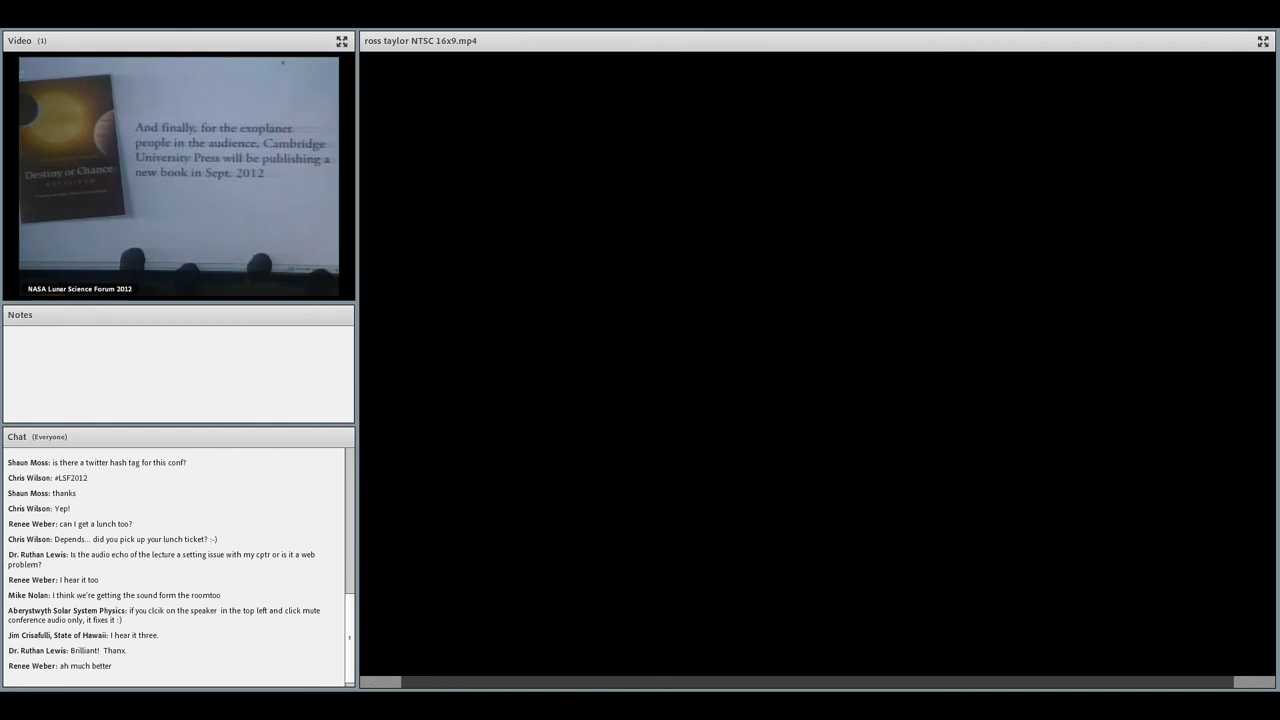 Video (1)
And finally, for the exoplanet
people in the audience, Cambridge
University Press will be publishing a
new book in Sept. 2012
Destiny or Chance
REVISITED
NASA Lunar Science Forum 2012
Notes
Chat (Everyone)
Shaun Moss: is there a twitter hash tag for this conf?
Chris Wilson: #LSF2012
Shaun Moss: thanks
Chris Wilson: Yep!
Renee Weber: can I get a lunch too?
Chris Wilson: Depends... did you pick up your lunch ticket? :-)
Dr. Ruthan Lewis: Is the audio echo of the lecture a setting issue with my cptr or is it a web
problem?
Renee Weber: I hear it too
Mike Nolan: I think we're getting the sound form the roomtoo
Aberystwyth Solar System Physics: if you clcik on the speaker in the top left and click mute
conference audio only, it fixes it :)
Jim Crisafulli, State of Hawaii: I hear it three.
Dr. Ruthan Lewis: Brilliant! Thanx.
Renee Weber: ah much better
ross taylor NTSC 16x9.mp4